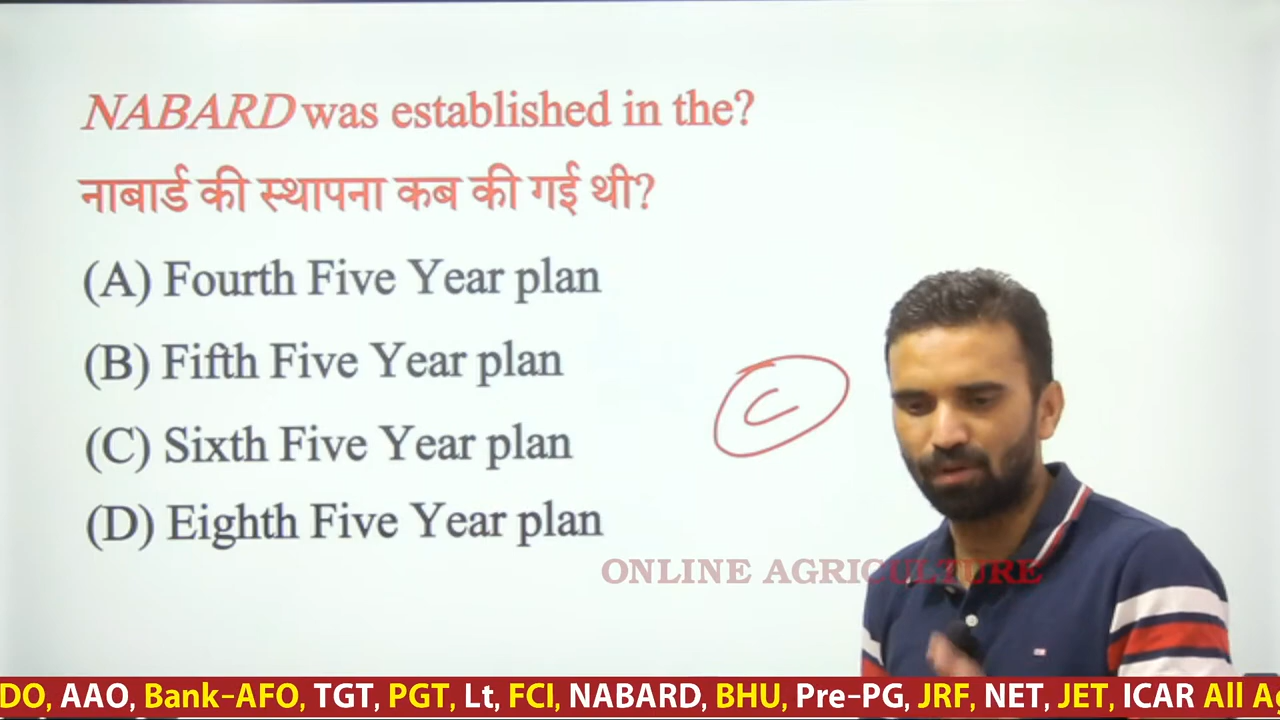 NABARD was established in the?
नाबार्ड की स्थापना कब की गई थी?
(A) Fourth Five Year plan
(B) Fifth Five Year plan
(C) Sixth Five Year plan
(D) Eighth Five Year plan
C
ONLINE AGRICULTURE
DO, AAO, Bank-AFO, TGT, PGT, Lt, FCI, NABARD, BHU, Pre-PG, JRF, NET, JET, ICAR All Ag